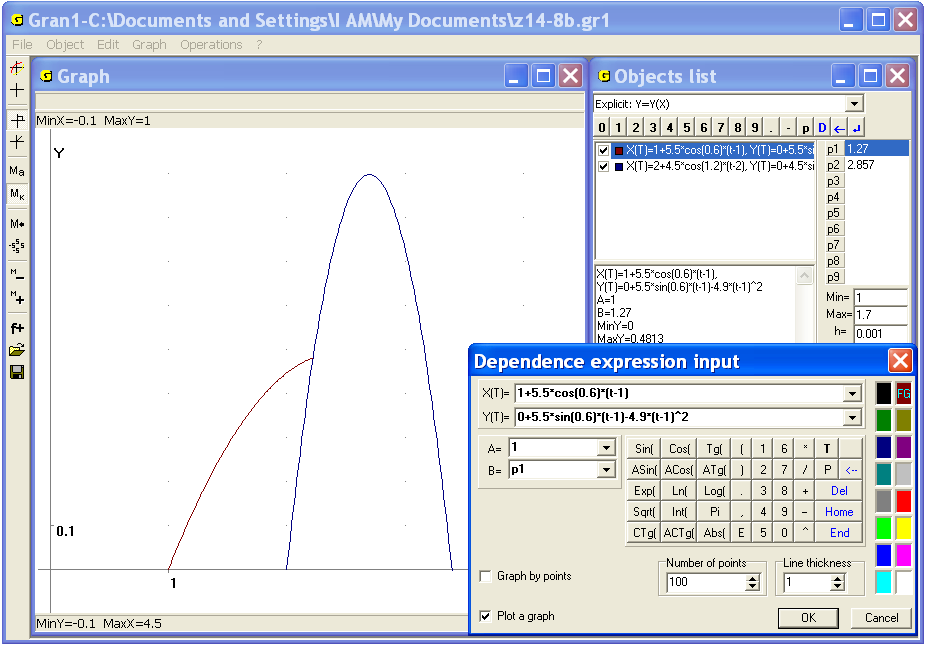 Gran1-C:\Documents and Settings\I AM\My Documents\z14-8b.gr1
File Object Edit Graph Operations ?
Graph
Objects list
Explicit: Y=Y(X)
0 1 2 3 4 5 6 7 8 9 . - p D ← ↵
MinX=-0.1 MaxY=1
Y
0.1
1
MinY=-0.1 MaxX=4.5
Ma
Mк
M*
M
M+
f+
X(T)=1+5.5*cos(0.6)*(t-1), Y(T)=0+5.5*si
X(T)=2+4.5*cos(1.2)*(t-2), Y(T)=0+4.5*si
p1 1.27
p2 2.857
p3
p4
p5
p6
p7
p8
p9
X(T)=1+5.5*cos(0.6)*(t-1),
Y(T)=0+5.5*sin(0.6)*(t-1)-4.9*(t-1)^2
A=1
B=1.27
MinY=0
MaxY=0.4813
Min= 1
Max= 1.7
h= 0.001
Dependence expression input
X(T)= 1+5.5*cos(0.6)*(t-1)
Y(T)= 0+5.5*sin(0.6)*(t-1)-4.9*(t-1)^2
FG
A= 1
B= p1
Sin( Cos( Tg( ( 1 6 * T
ASin( ACos( ATg( ) 2 7 / P <--
Exp( Ln( Log( . 3 8 + Del
Sqrt( Int( Pi , 4 9 - Home
CTg( ACTg( Abs( E 5 0 ^ End
Graph by points
Number of points
100
Line thickness
1
Plot a graph
OK Cancel